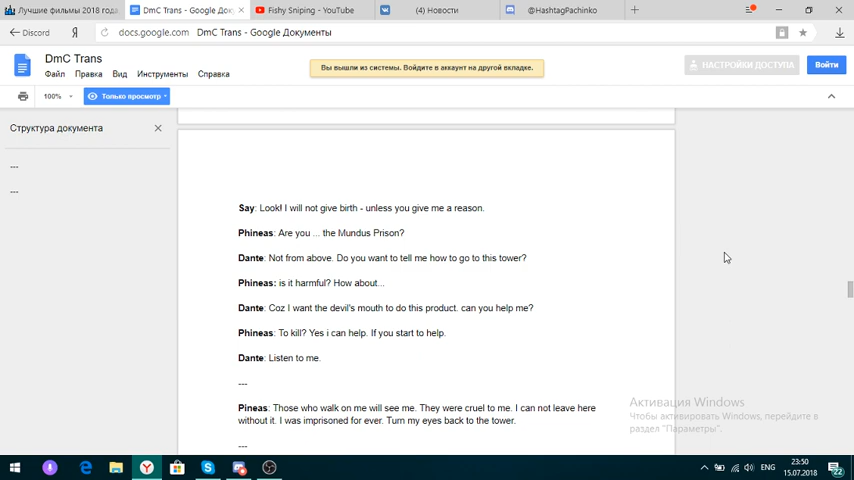 Лучшие фильмы 2018 года
DmC Trans - Google Доку
Fishy Sniping - YouTube
(4) Новости
@HashtagPachinko
Discord
docs.google.com DmC Trans - Google Документы
DmC Trans
Файл Правка Вид Инструменты Справка
Вы вышли из системы. Войдите в аккаунт на другой вкладке.
НАСТРОЙКИ ДОСТУПА
Войти
100%
Только просмотр
Структура документа
---
---
Say: Look! I will not give birth - unless you give me a reason.
Phineas: Are you ... the Mundus Prison?
Dante: Not from above. Do you want to tell me how to go to this tower?
Phineas: is it harmful? How about...
Dante: Coz I want the devil's mouth to do this product. can you help me?
Phineas: To kill? Yes i can help. If you start to help.
Dante: Listen to me.
---
Pineas: Those who walk on me will see me. They were cruel to me. I can not leave here
without it. I was imprisoned for ever. Turn my eyes back to the tower.
---
Активация Windows
Чтобы активировать Windows, перейдите в
раздел "Параметры".
ENG
23:50
15.07.2018
22